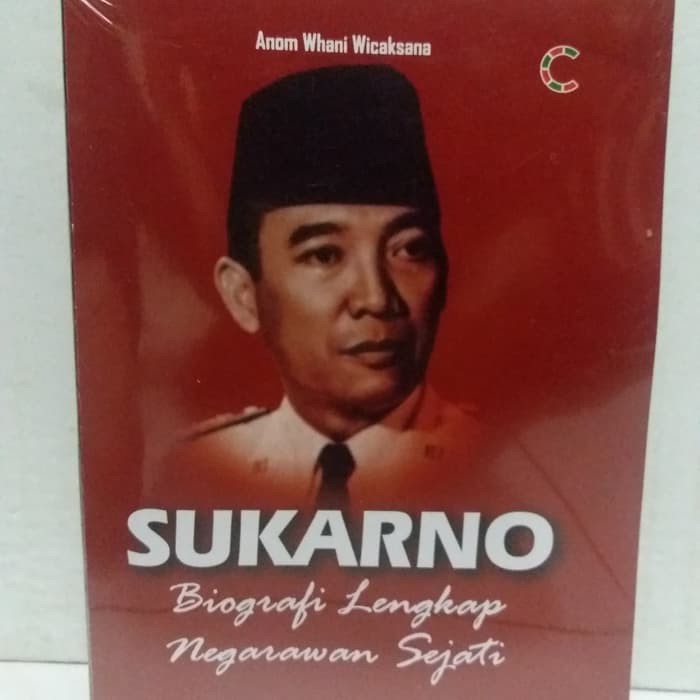 Anom Whani Wicaksana
C
SUKARNO
Biografi Lengkap
Negarawan Sejati